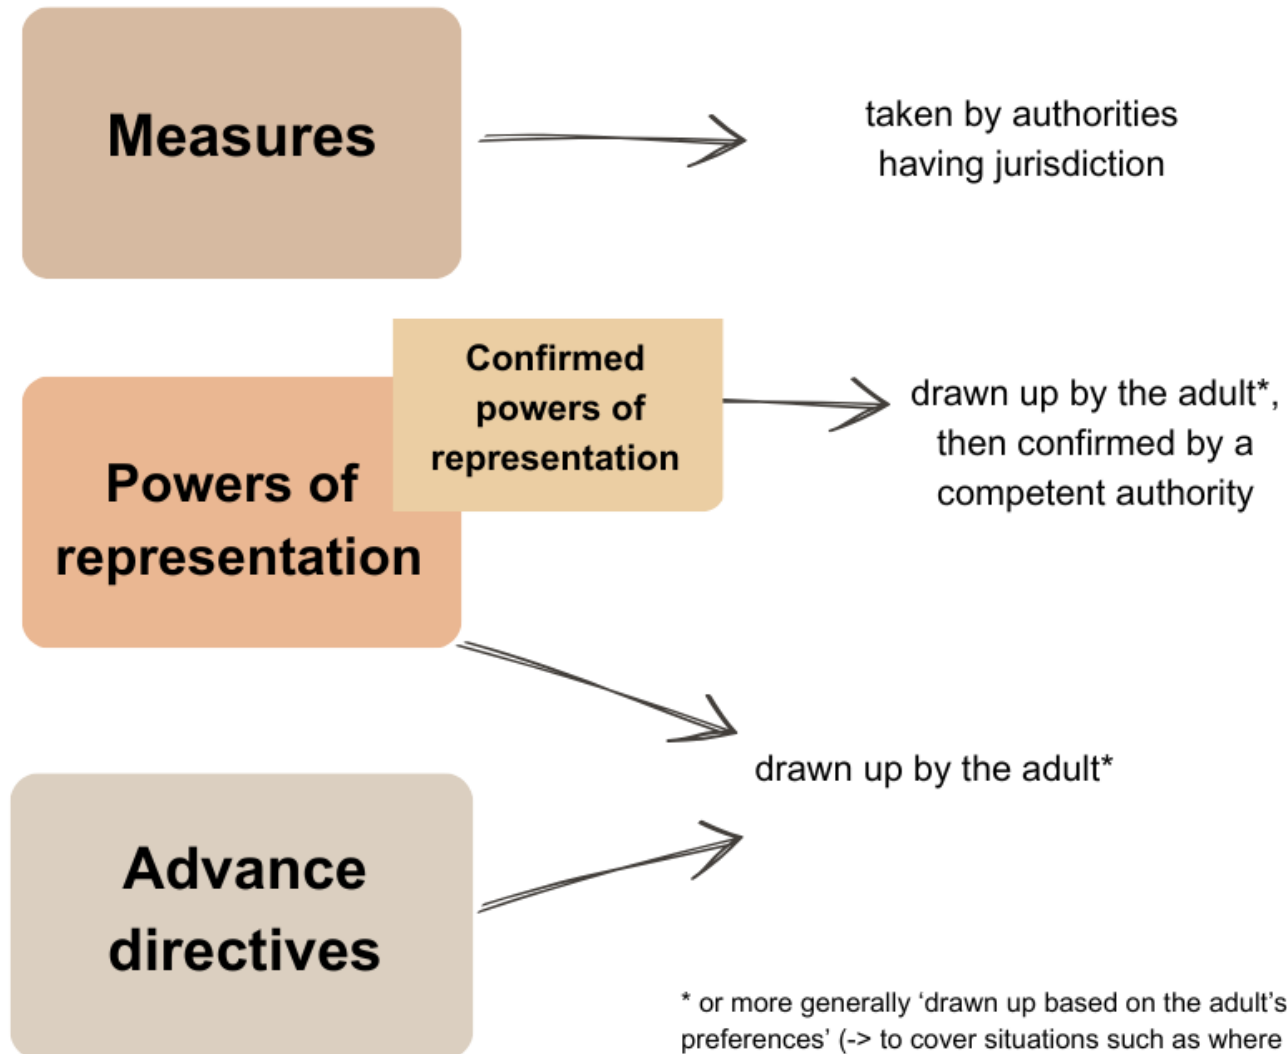 Measures
taken by authorities
having jurisdiction
Confirmed
powers of
representation
drawn up by the adult*,
then confirmed by a
competent authority
Powers of
representation
drawn up by the adult*
Advance
directives
* or more generally ‘drawn up based on the adult’s
preferences’ (-> to cover situations such as where